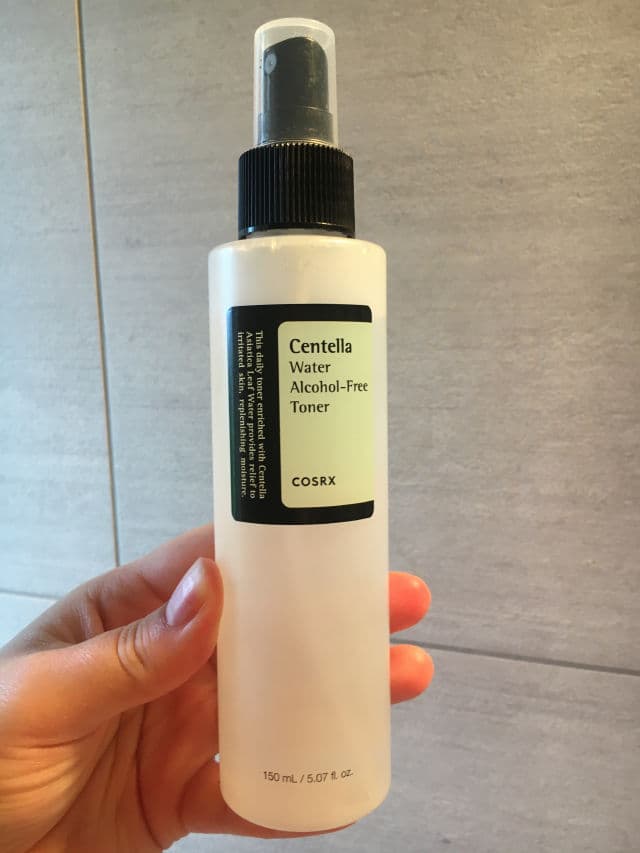 Centella
Water
Alcohol-Free
Toner
COSRX
This daily toner enriched with Centella
Asiatica Leaf Water provides relief to
irritated skin, replenishing moisture.
150 mL / 5.07 fl. oz.